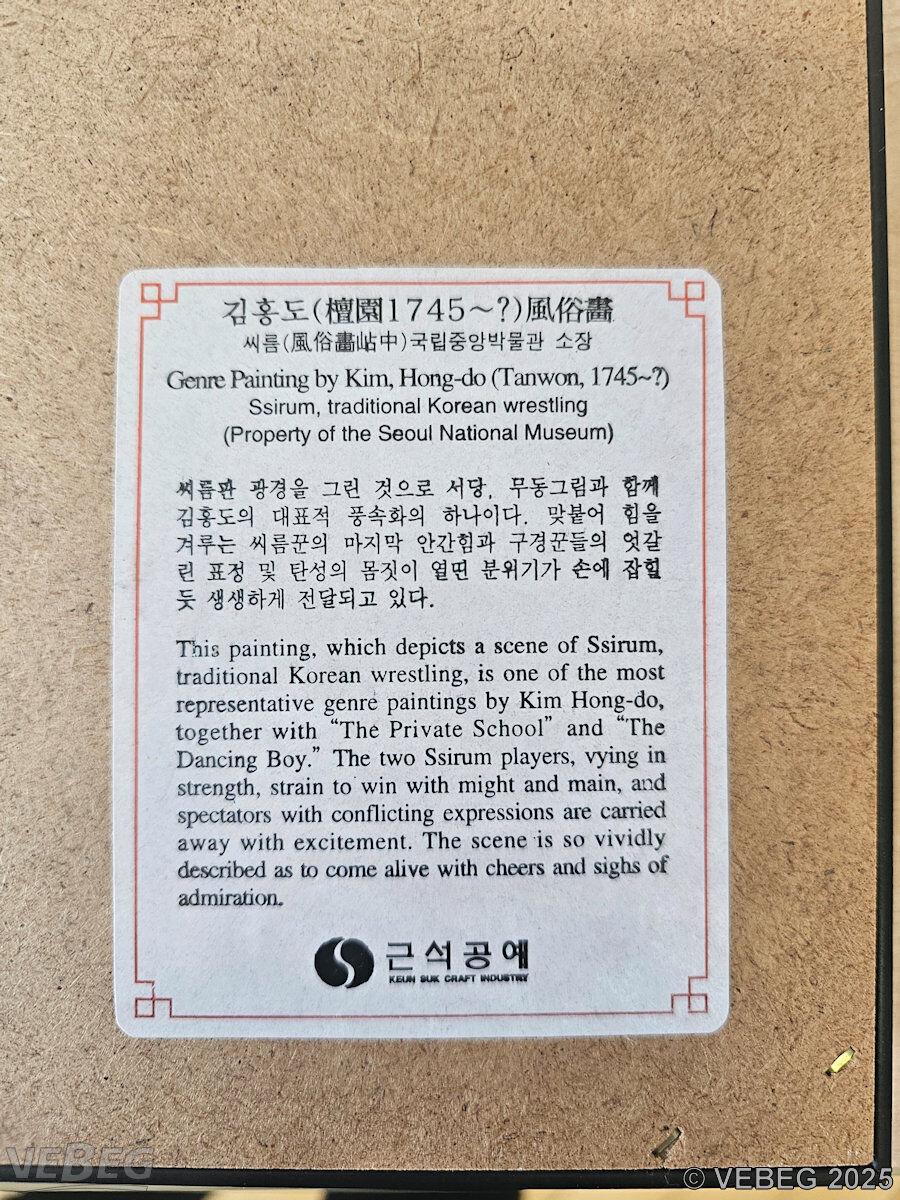 김홍도(檀園1745~?)風俗畵
씨름(風俗畵帖中)국립중앙박물관 소장
Genre Painting by Kim, Hong-do (Tanwon, 1745~?)
Ssirum, traditional Korean wrestling
(Property of the Seoul National Museum)
씨름판 광경을 그린 것으로 서당, 무동그림과 함께
김홍도의 대표적 풍속화의 하나이다. 맞붙어 힘을
겨루는 씨름꾼의 마지막 안간힘과 구경꾼들의 엇갈
린 표정 및 탄성의 몸짓이 열띤 분위기가 손에 잡힐
듯 생생하게 전달되고 있다.
This painting, which depicts a scene of Ssirum,
traditional Korean wrestling, is one of the most
representative genre paintings by Kim Hong-do,
together with “The Private School” and “The
Dancing Boy.” The two Ssirum players, vying in
strength, strain to win with might and main, and
spectators with conflicting expressions are carried
away with excitement. The scene is so vividly
described as to come alive with cheers and sighs of
admiration.
근석공예
KEUN SUK CRAFT INDUSTRY
VEBEG
© VEBEG 2025